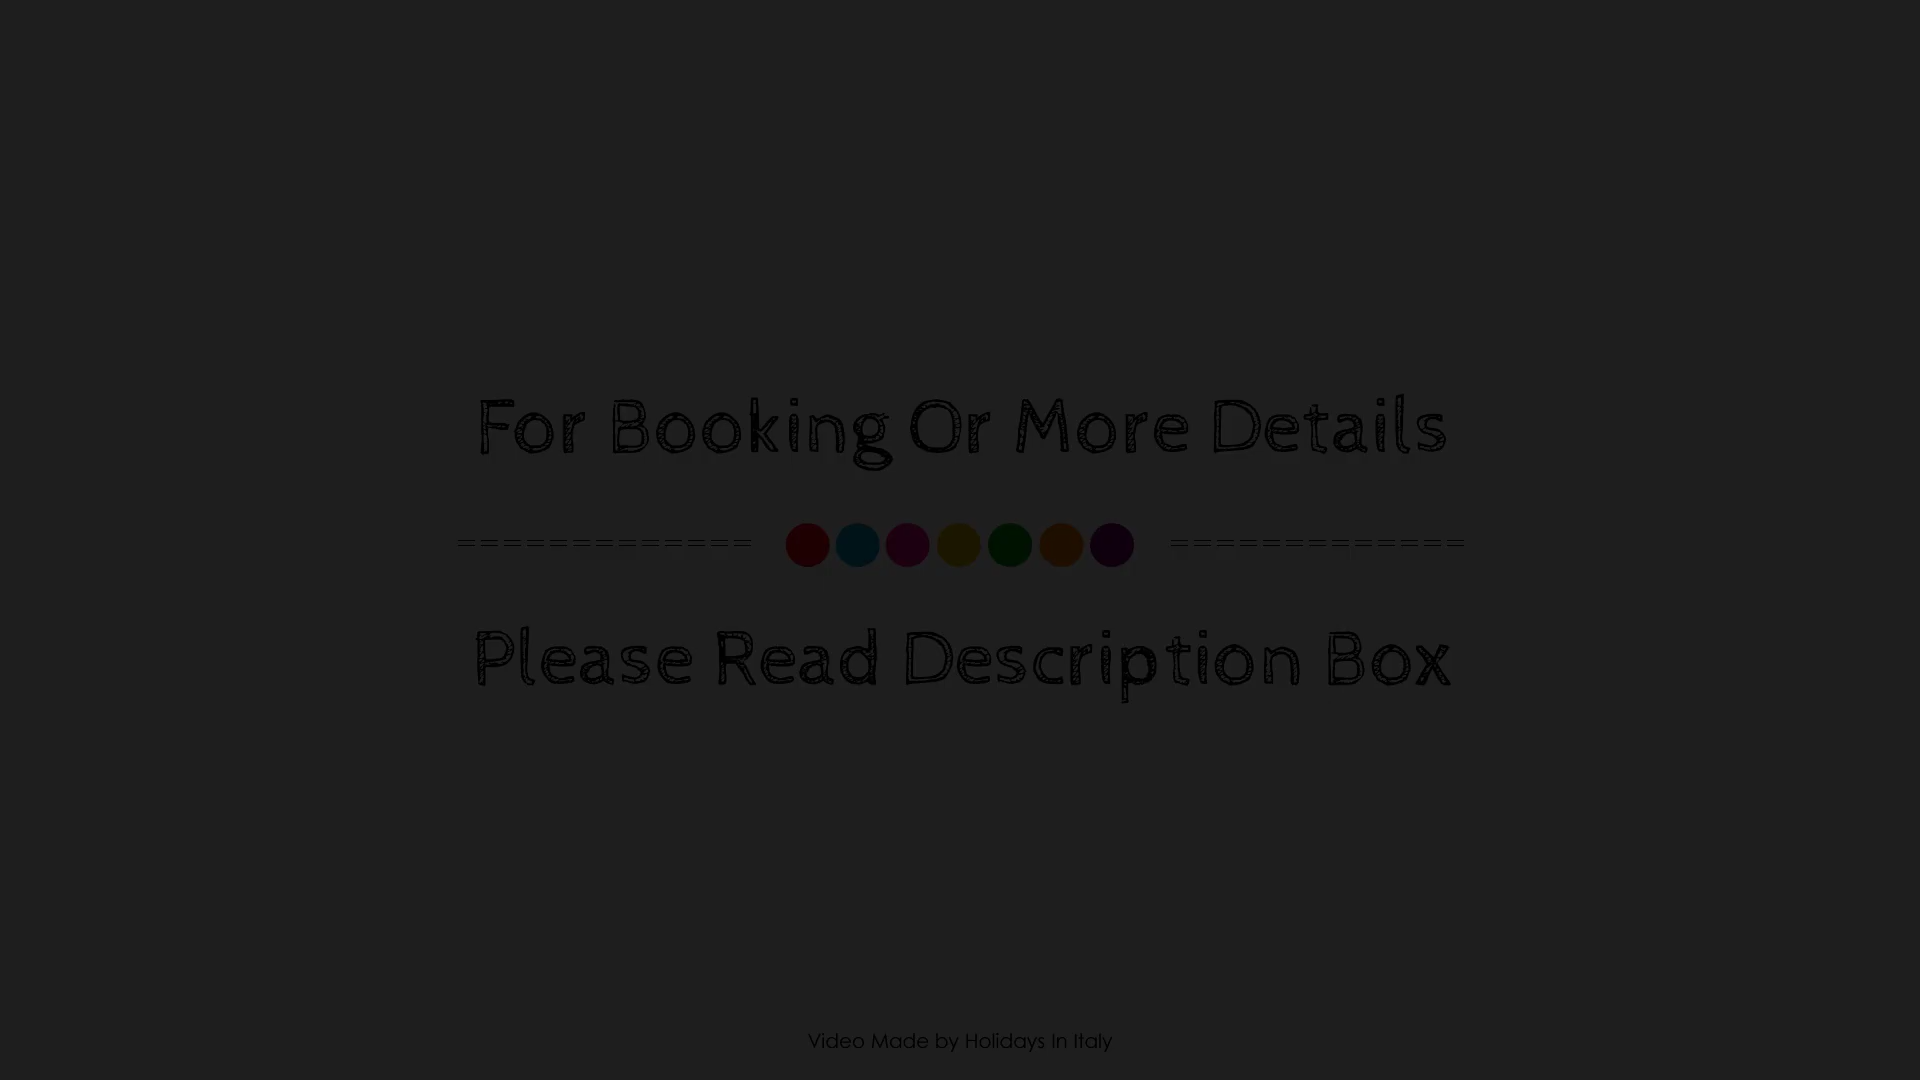 For Booking Or More Details
============= =============
Please Read Description Box
Video Made by Holidays In Italy